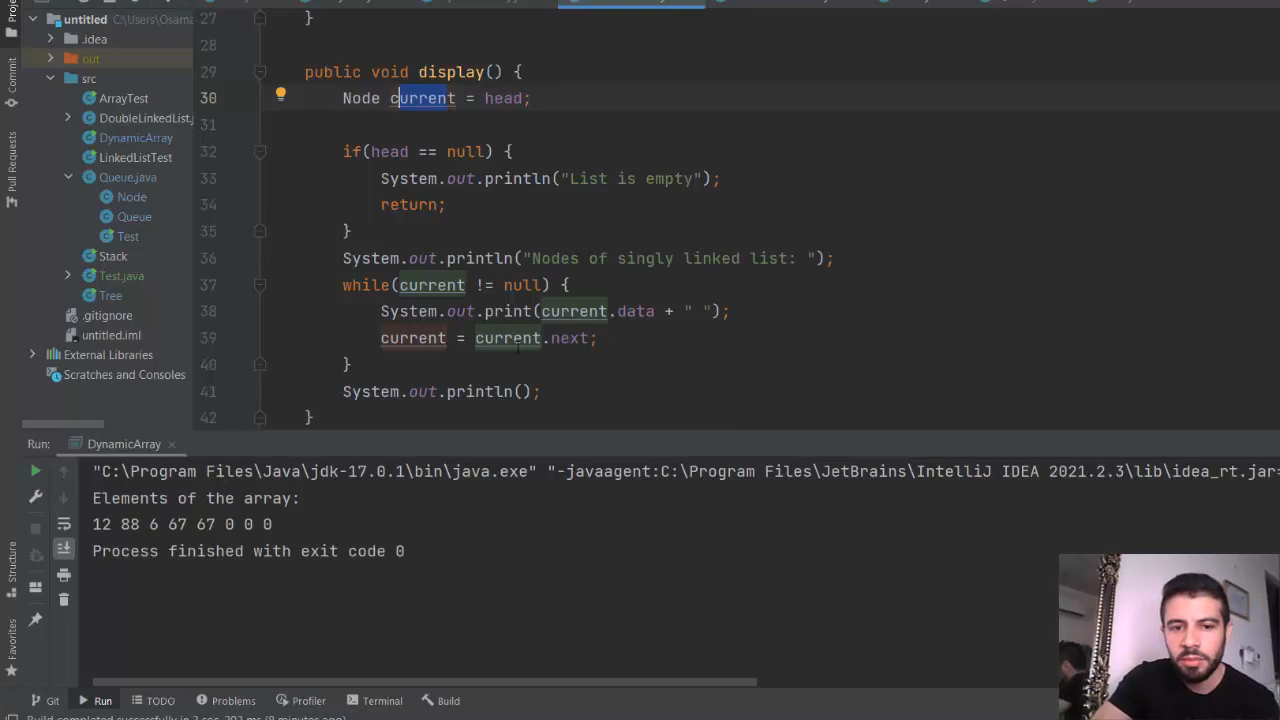 untitled C:\Users\Osama
.idea
out
src
ArrayTest
DoubleLinkedList.j
DynamicArray
LinkedListTest
Queue.java
Node
Queue
Test
Stack
Test.java
Tree
.gitignore
untitled.iml
External Libraries
Scratches and Consoles
Commit
Pull Requests
27 }
28
29 public void display() {
30 Node current = head;
31
32 if(head == null) {
33 System.out.println("List is empty");
34 return;
35 }
36 System.out.println("Nodes of singly linked list: ");
37 while(current != null) {
38 System.out.print(current.data + " ");
39 current = current.next;
40 }
41 System.out.println();
42 }
Run: DynamicArray
"C:\Program Files\Java\jdk-17.0.1\bin\java.exe" "-javaagent:C:\Program Files\JetBrains\IntelliJ IDEA 2021.2.3\lib\idea_rt.jar=
Elements of the array:
12 88 6 67 67 0 0 0
Process finished with exit code 0
Structure
Favorites
Git Run TODO Problems Profiler Terminal Build
Build completed successfully in 3 sec, 202 ms (8 minutes ago)